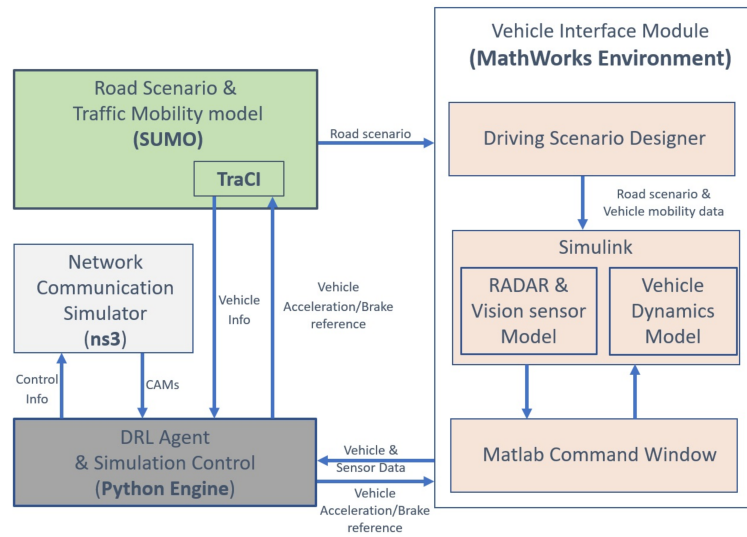 Vehicle Interface Module
(MathWorks Environment)
Road Scenario &
Traffic Mobility model
(SUMO)
TraCI
Road scenario
Driving Scenario Designer
Road scenario &
Vehicle mobility data
Simulink
RADAR &
Vision sensor
Model
Vehicle
Dynamics
Model
Network
Communication
Simulator
(ns3)
Vehicle
Info
Vehicle
Acceleration/Brake
reference
Control
Info
CAMs
DRL Agent
& Simulation Control
(Python Engine)
Vehicle &
Sensor Data
Vehicle
Acceleration/Brake
reference
Matlab Command Window